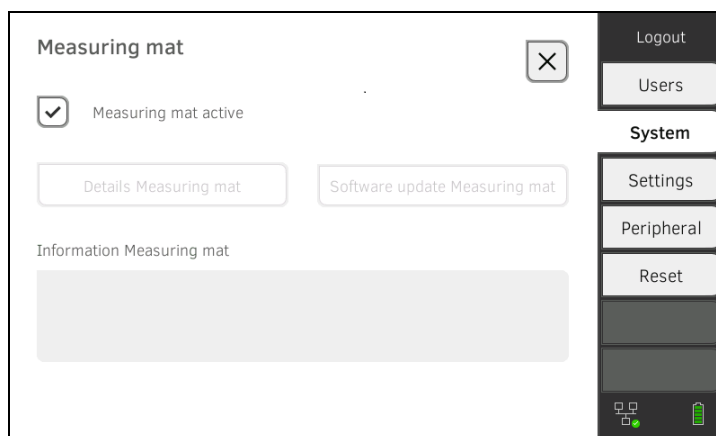 Measuring mat
Measuring mat active
Details Measuring mat
Software update Measuring mat
Information Measuring mat
Logout
Users
System
Settings
Peripheral
Reset